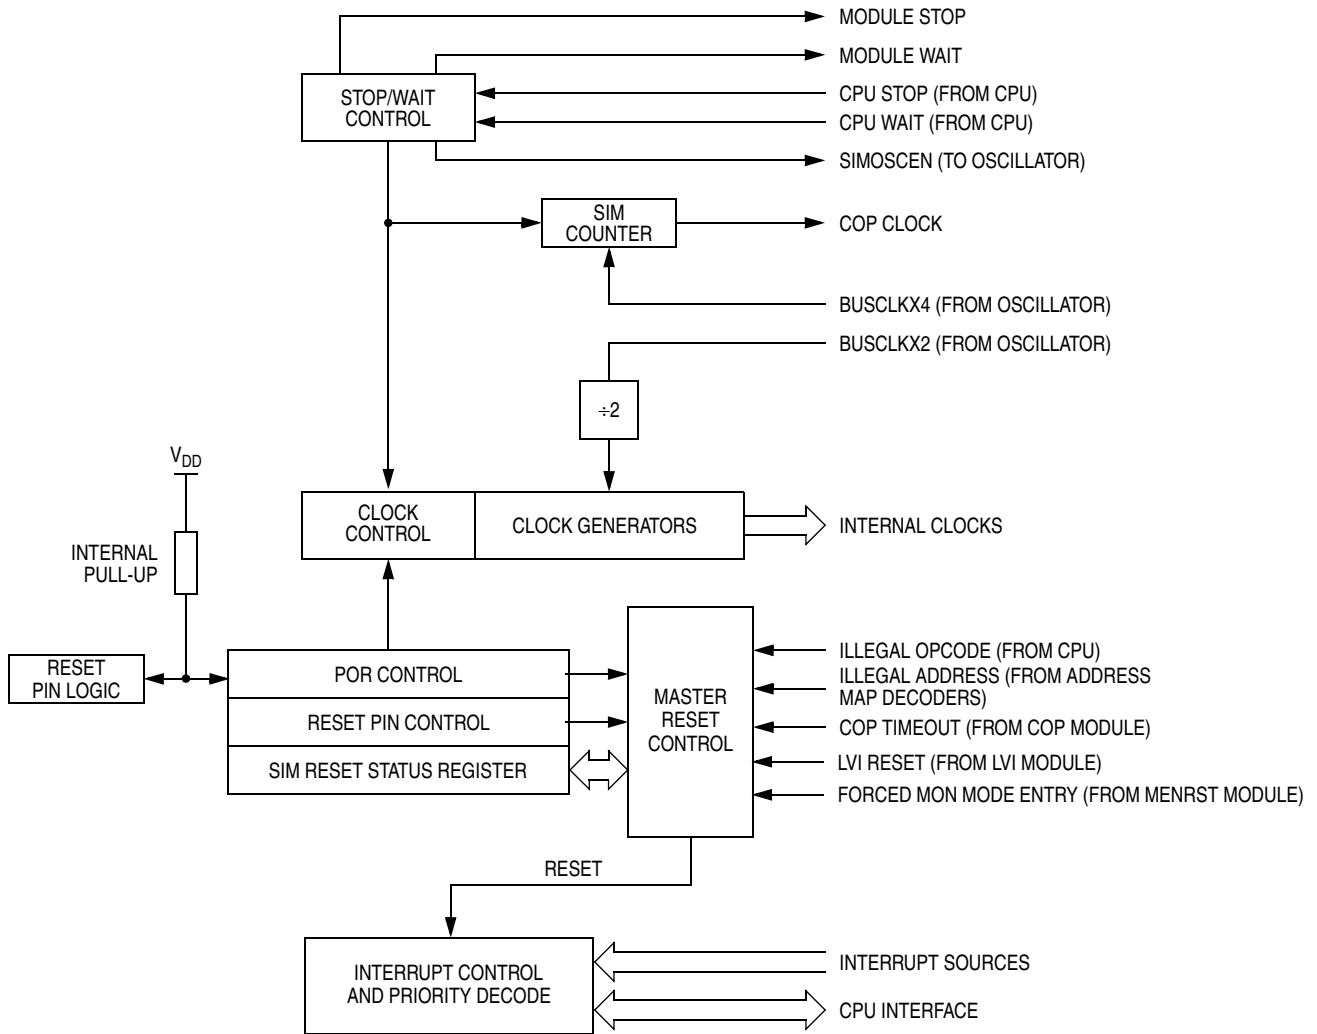 MODULE STOP
MODULE WAIT
STOP/WAIT
CONTROL
CPU STOP (FROM CPU)
CPU WAIT (FROM CPU)
SIMOSCEN (TO OSCILLATOR)
SIM
COUNTER
COP CLOCK
BUSCLKX4 (FROM OSCILLATOR)
BUSCLKX2 (FROM OSCILLATOR)
÷2
VDD
INTERNAL
PULL-UP
CLOCK
CONTROL
CLOCK GENERATORS
INTERNAL CLOCKS
RESET
PIN LOGIC
POR CONTROL
RESET PIN CONTROL
SIM RESET STATUS REGISTER
MASTER
RESET
CONTROL
ILLEGAL OPCODE (FROM CPU)
ILLEGAL ADDRESS (FROM ADDRESS
MAP DECODERS)
COP TIMEOUT (FROM COP MODULE)
LVI RESET (FROM LVI MODULE)
FORCED MON MODE ENTRY (FROM MENRST MODULE)
RESET
INTERRUPT CONTROL
AND PRIORITY DECODE
INTERRUPT SOURCES
CPU INTERFACE